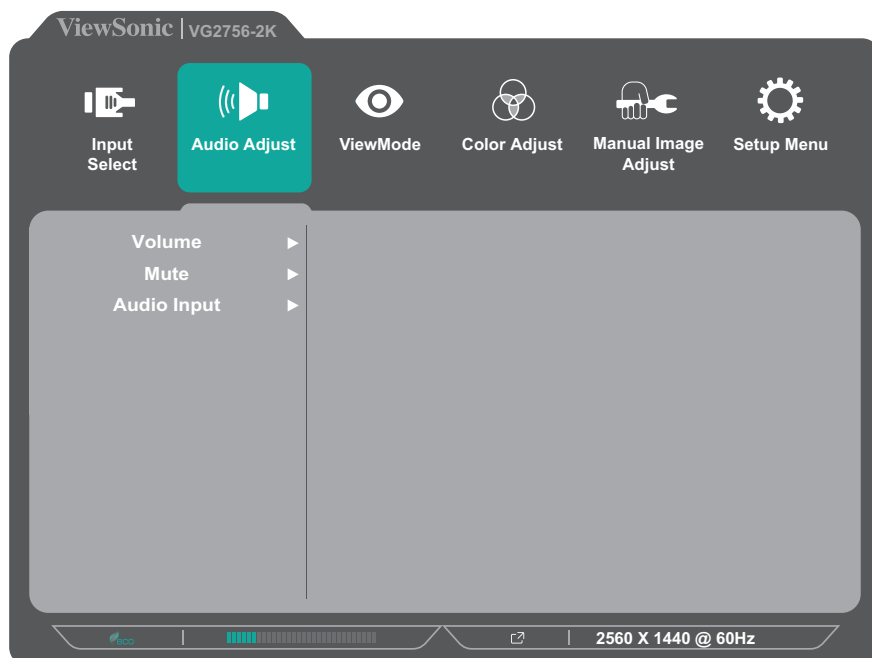 ViewSonic | VG2756-2K
Input Select
Audio Adjust
ViewMode
Color Adjust
Manual Image Adjust
Setup Menu
Volume
Mute
Audio Input
eco
2560 X 1440 @ 60Hz